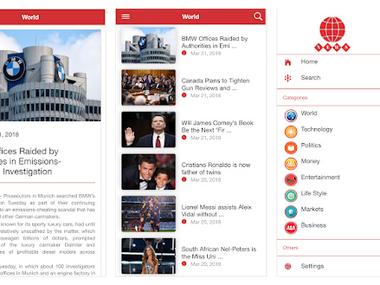 World
21, 2018
ffices Raided by
es in Emissions-
Investigation
Prosecutors in Munich searched BMW's
as part of their continuing
an emissions-cheating scandal that has
other German carmakers.
known for its sporty luxury cars, had until
relatively unscathed by the matter, which
kswagen billions of dollars, prompted
of the luxury carmaker Daimler and
es of profitable diesel models across
esday, in which about 100 investigators
offices in Munich and an engine factory in
World
BMW Offices Raided by
Authorities in Emi ...
Mar 21, 2018
Canada Plans to Tighten
Gun Reviews and ...
Mar 21, 2018
Will James Comey's Book
Be the Next "Fir ...
Mar 21, 2018
Cristiano Ronaldo is now
father of twins
Mar 20, 2018
Lionel Messi assists Aleix
Vidal without ...
Mar 20, 2018
South African Nel-Peters is
the Miss Uni ...
Mar 20, 2018
NEWS
Home
Search
Categories
World
Technology
Politics
Money
Entertainment
Life Style
Markets
Business
Others
Settings